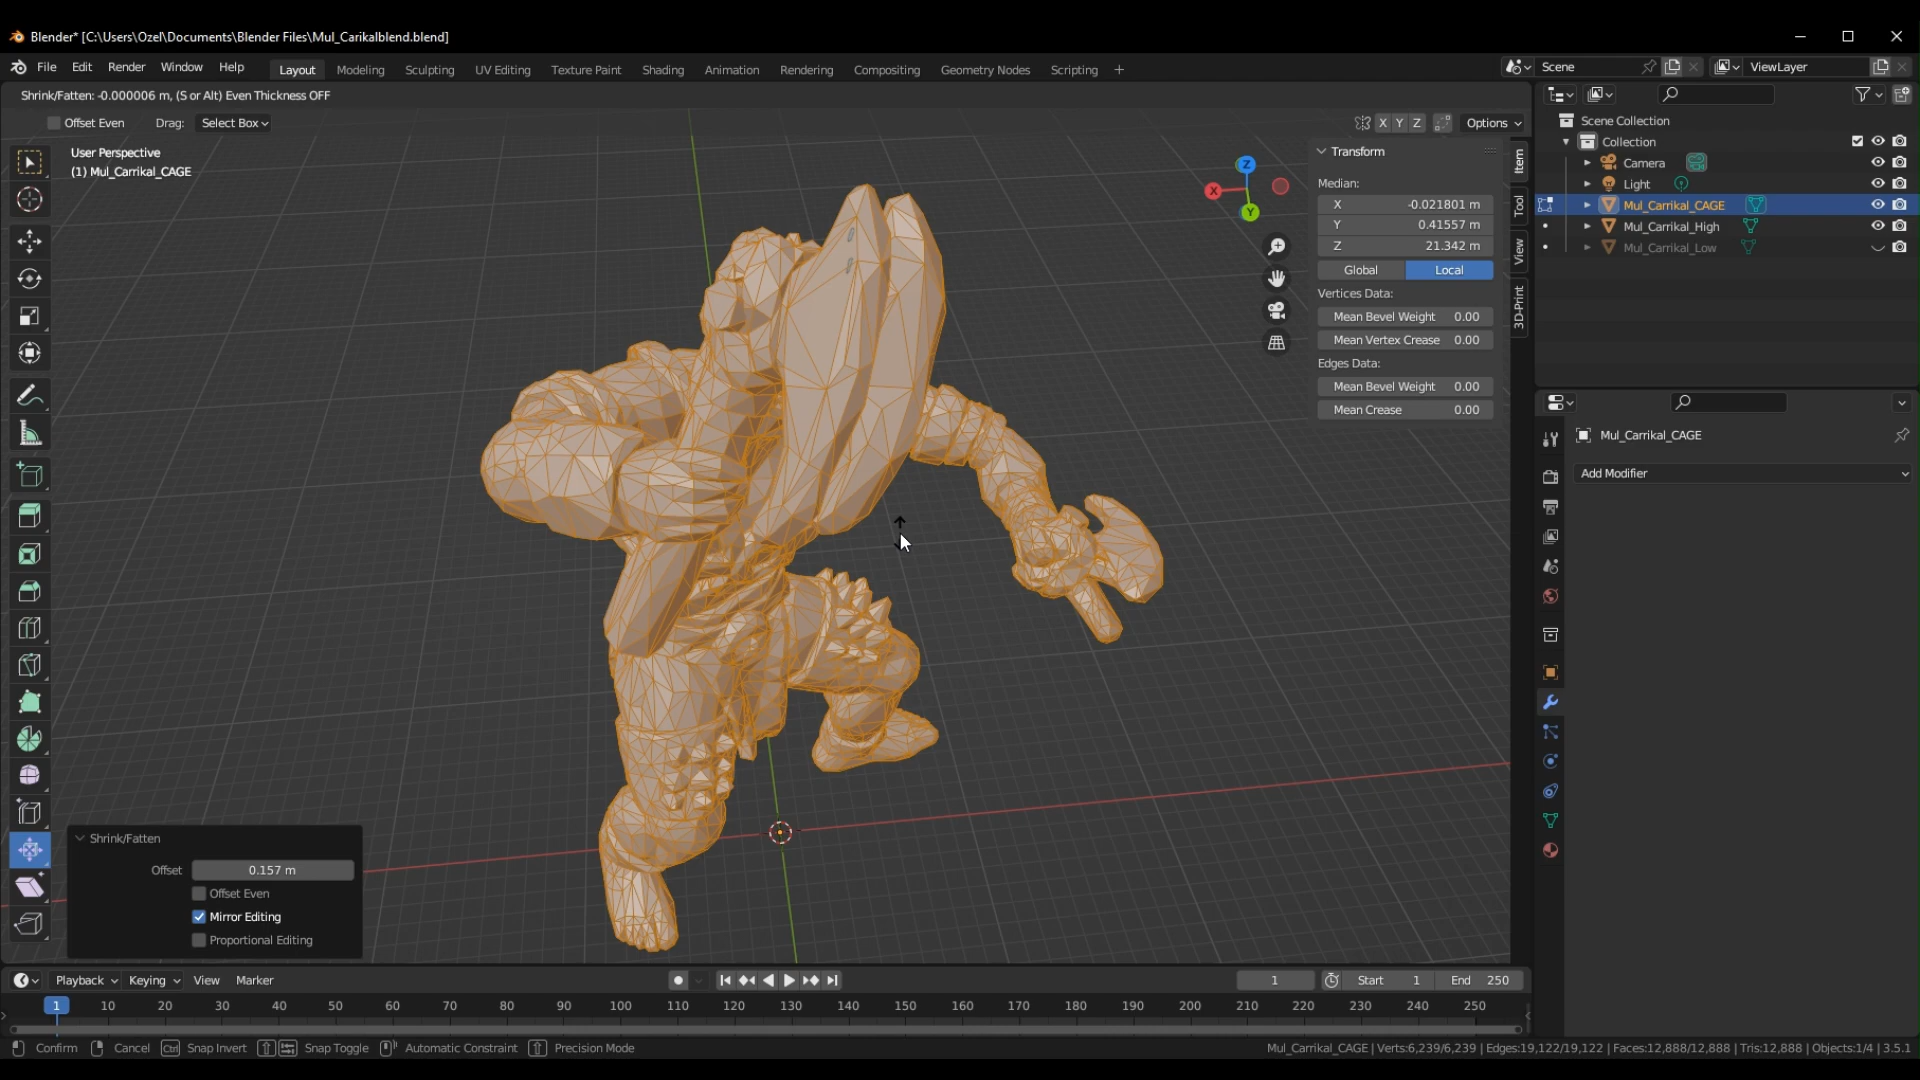 Blender* [C:\Users\Ozel\Documents\Blender Files\Mul_Carikalblend.blend]
File Edit Render Window Help Layout Modeling Sculpting UV Editing Texture Paint Shading Animation Rendering Compositing Geometry Nodes Scripting + Scene ViewLayer
Shrink/Fatten: -0.000006 m, (S or Alt) Even Thickness OFF
Offset Even Drag: Select Box X Y Z Options
User Perspective
(1) Mul_Carrikal_CAGE
Z
X
Y
Transform
Median:
X -0.021801 m
Y 0.41557 m
Z 21.342 m
Global Local
Vertices Data:
Mean Bevel Weight 0.00
Mean Vertex Crease 0.00
Edges Data:
Mean Bevel Weight 0.00
Mean Crease 0.00
Item
Tool
View
3D-Print
Scene Collection
Collection
Camera
Light
Mul_Carrikal_CAGE
Mul_Carrikal_High
Mul_Carrikal_Low
Mul_Carrikal_CAGE
Add Modifier
Shrink/Fatten
Offset 0.157 m
Offset Even
Mirror Editing
Proportional Editing
Playback Keying View Marker 1 Start 1 End 250
1 10 20 30 40 50 60 70 80 90 100 110 120 130 140 150 160 170 180 190 200 210 220 230 240 250
Confirm Cancel Ctrl Snap Invert Snap Toggle Automatic Constraint Precision Mode Mul_Carrikal_CAGE | Verts:6,239/6,239 | Edges:19,122/19,122 | Faces:12,888/12,888 | Tris:12,888 | Objects:1/4 | 3.5.1